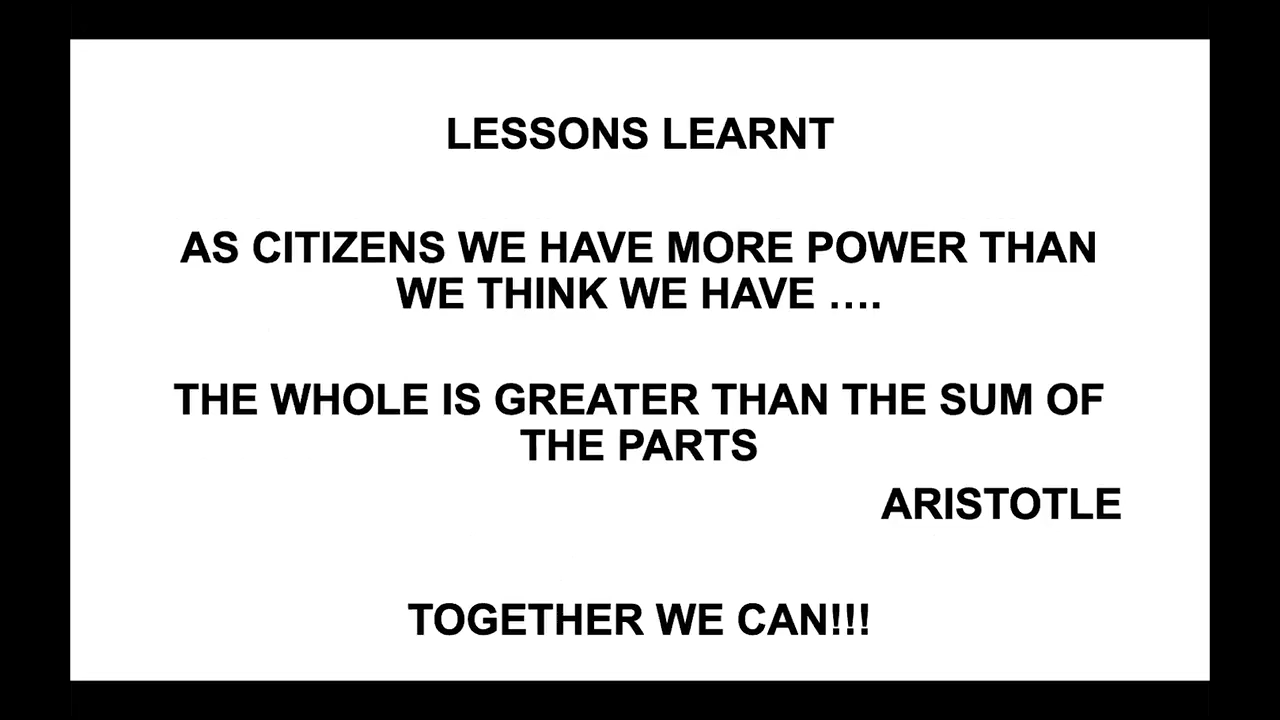 LESSONS LEARNT
AS CITIZENS WE HAVE MORE POWER THAN
WE THINK WE HAVE ....
THE WHOLE IS GREATER THAN THE SUM OF
THE PARTS
ARISTOTLE
TOGETHER WE CAN!!!